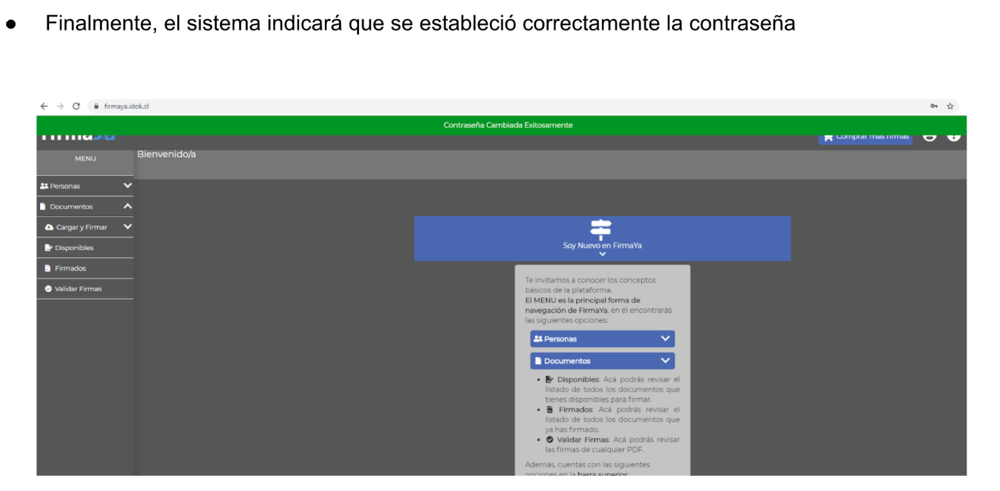 ● Finalmente, el sistema indicará que se estableció correctamente la contraseña
firmaya.idok.cl
Contraseña Cambiada Exitosamente
FirmaYa
Comprar más firmas
MENU
Bienvenido/a
Personas
Documentos
Cargar y Firmar
Disponibles
Firmados
Validar Firmas
Soy Nuevo en FirmaYa
Te invitamos a conocer los conceptos
básicos de la plataforma.
El MENU es la principal forma de
navegación de FirmaYa, en él encontrarás
las siguientes opciones:
Personas
Documentos
• Disponibles: Acá podrás revisar el
listado de todos los documentos que
tienes disponibles para firmar.
• Firmados: Acá podrás revisar el
listado de todos los documentos que
ya has firmado.
• Validar Firmas: Acá podrás revisar
las firmas de cualquier PDF.
Además, cuentas con las siguientes
opciones en la barra superior: